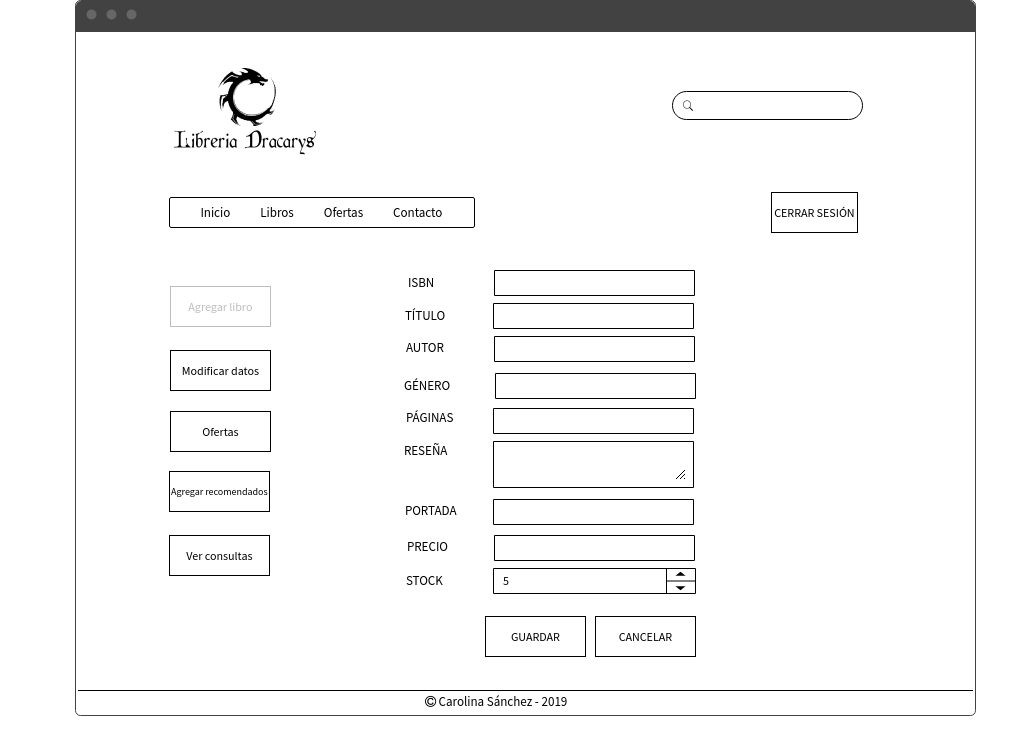 Libreria Dracarys
Inicio Libros Ofertas Contacto
CERRAR SESIÓN
Agregar libro
Modificar datos
Ofertas
Agregar recomendados
Ver consultas
ISBN
TÍTULO
AUTOR
GÉNERO
PÁGINAS
RESEÑA
PORTADA
PRECIO
STOCK 5
GUARDAR CANCELAR
© Carolina Sánchez - 2019